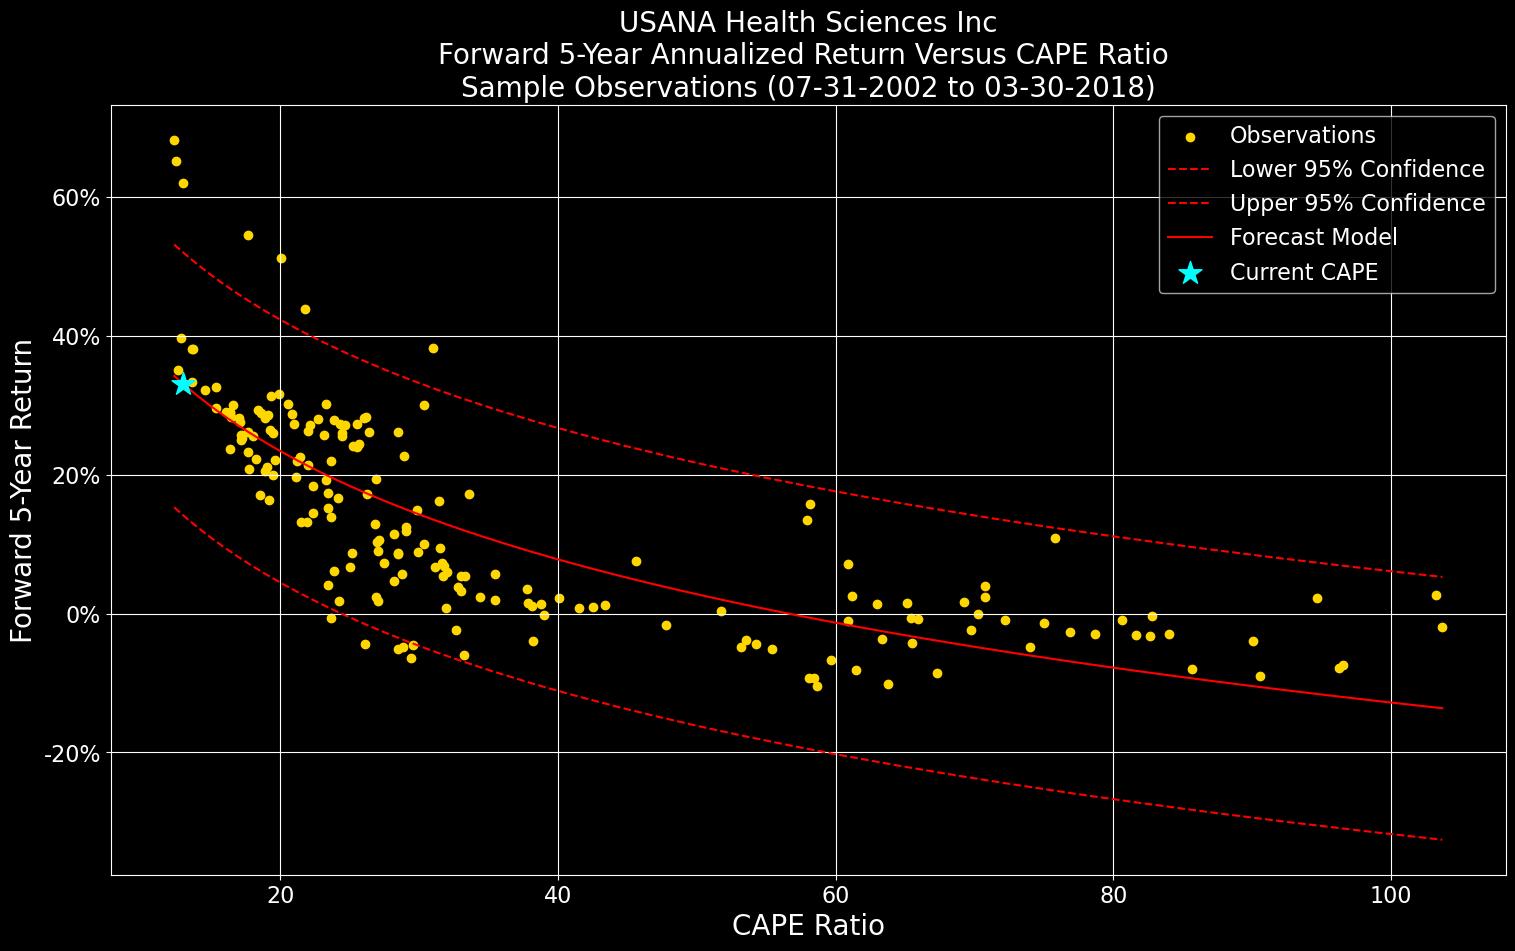 USANA Health Sciences Inc
Forward 5-Year Annualized Return Versus CAPE Ratio
Sample Observations (07-31-2002 to 03-30-2018)
Observations
Lower 95% Confidence
Upper 95% Confidence
Forecast Model
Current CAPE
Forward 5-Year Return
60%
40%
20%
0%
-20%
20 40 60 80 100
CAPE Ratio